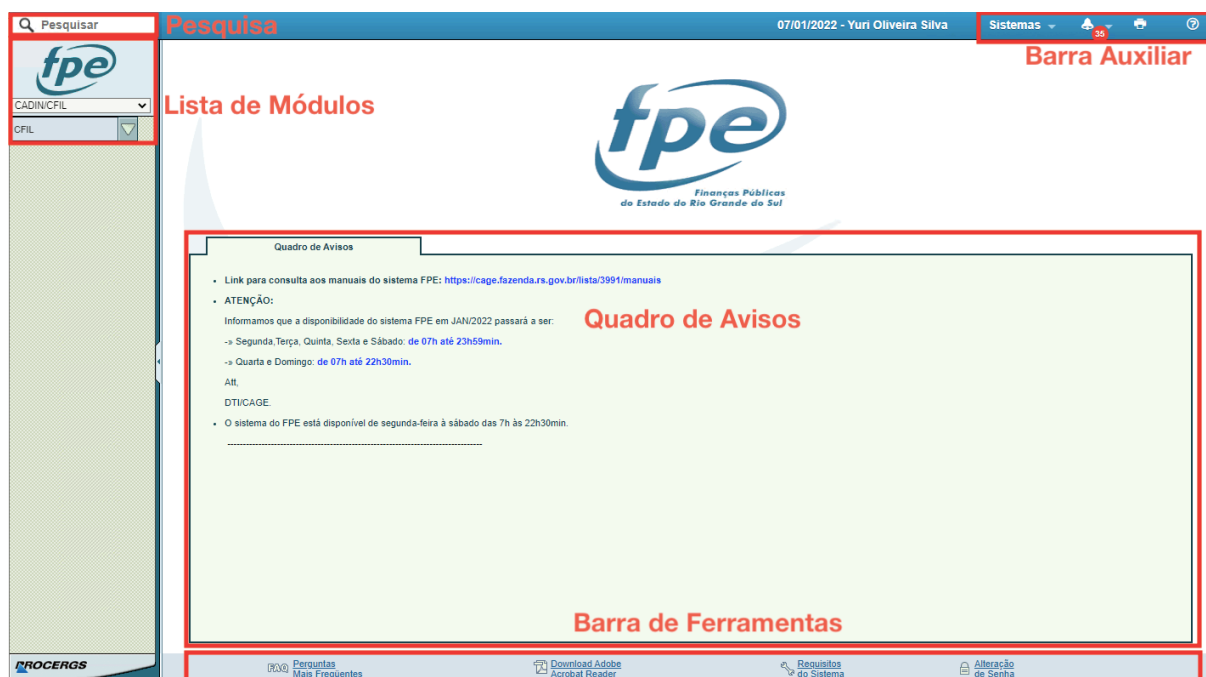 Pesquisar
Pesquisa
07/01/2022 - Yuri Oliveira Silva
Sistemas
35
Barra Auxiliar
fpe
CADIN/CFIL
Lista de Módulos
CFIL
fpe
Finanças Públicas
do Estado do Rio Grande do Sul
Quadro de Avisos
• Link para consulta aos manuais do sistema FPE: https://cage.fazenda.rs.gov.br/lista/3991/manuais
• ATENÇÃO:
Informamos que a disponibilidade do sistema FPE em JAN/2022 passará a ser:
Quadro de Avisos
-» Segunda,Terça, Quinta, Sexta e Sábado: de 07h até 23h59min.
-» Quarta e Domingo: de 07h até 22h30min.
Att,
DTI/CAGE.
• O sistema do FPE está disponível de segunda-feira à sábado das 7h às 22h30min.
--------------------------------------------------------------------------------
Barra de Ferramentas
PROCERGS
FAQ Perguntas
Mais Freqüentes
Download Adobe
Acrobat Reader
Requisitos
do Sistema
Alteração
de Senha